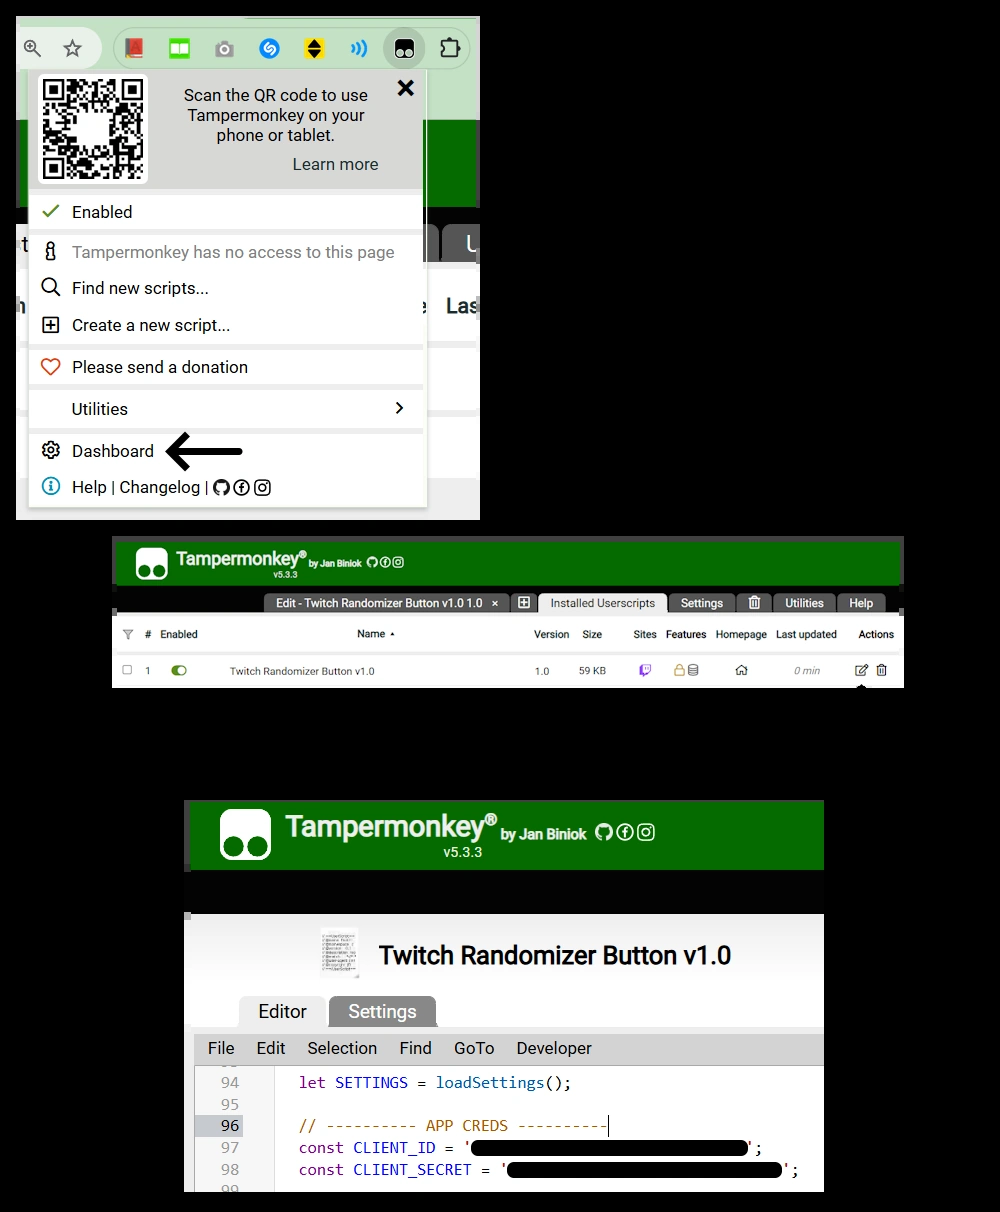 Scan the QR code to use
Tampermonkey on your
phone or tablet.
Learn more
Enabled
Tampermonkey has no access to this page
Find new scripts...
Create a new script...
Please send a donation
Utilities
Dashboard
Help | Changelog |
Las
Tampermonkey® by Jan Biniok
v5.3.3
Edit - Twitch Randomizer Button v1.0 1.0 × Installed Userscripts Settings Utilities Help
# Enabled Name Version Size Sites Features Homepage Last updated Actions
1 Twitch Randomizer Button v1.0 1.0 59 KB 0 min
Tampermonkey® by Jan Biniok
v5.3.3
Twitch Randomizer Button v1.0
Editor Settings
File Edit Selection Find GoTo Developer
94 let SETTINGS = loadSettings();
95
96 // ---------- APP CREDS ----------
97 const CLIENT_ID = '';
98 const CLIENT_SECRET = '';
99